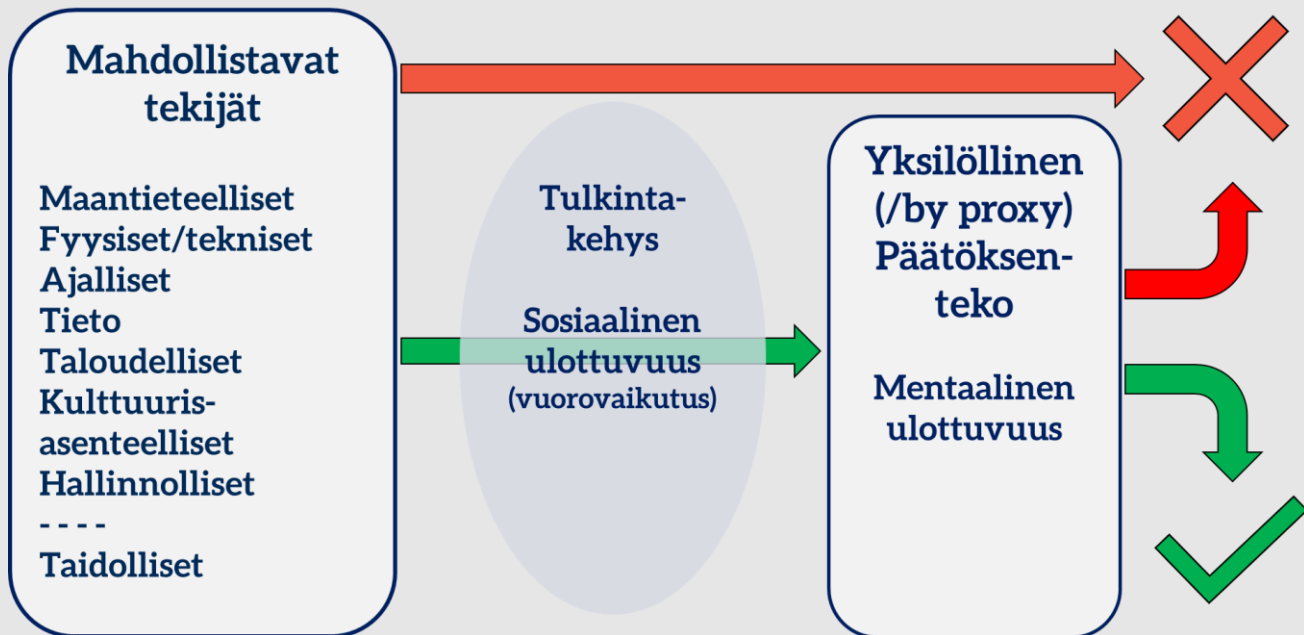 Mahdollistavat
tekijät
Maantieteelliset
Fyysiset/tekniset
Ajalliset
Tieto
Taloudelliset
Kulttuuris-
asenteelliset
Hallinnolliset
- - - -
Taidolliset
Tulkinta-
kehys
Sosiaalinen
ulottuvuus
(vuorovaikutus)
Yksilöllinen
(/by proxy)
Päätöksen-
teko
Mentaalinen
ulottuvuus